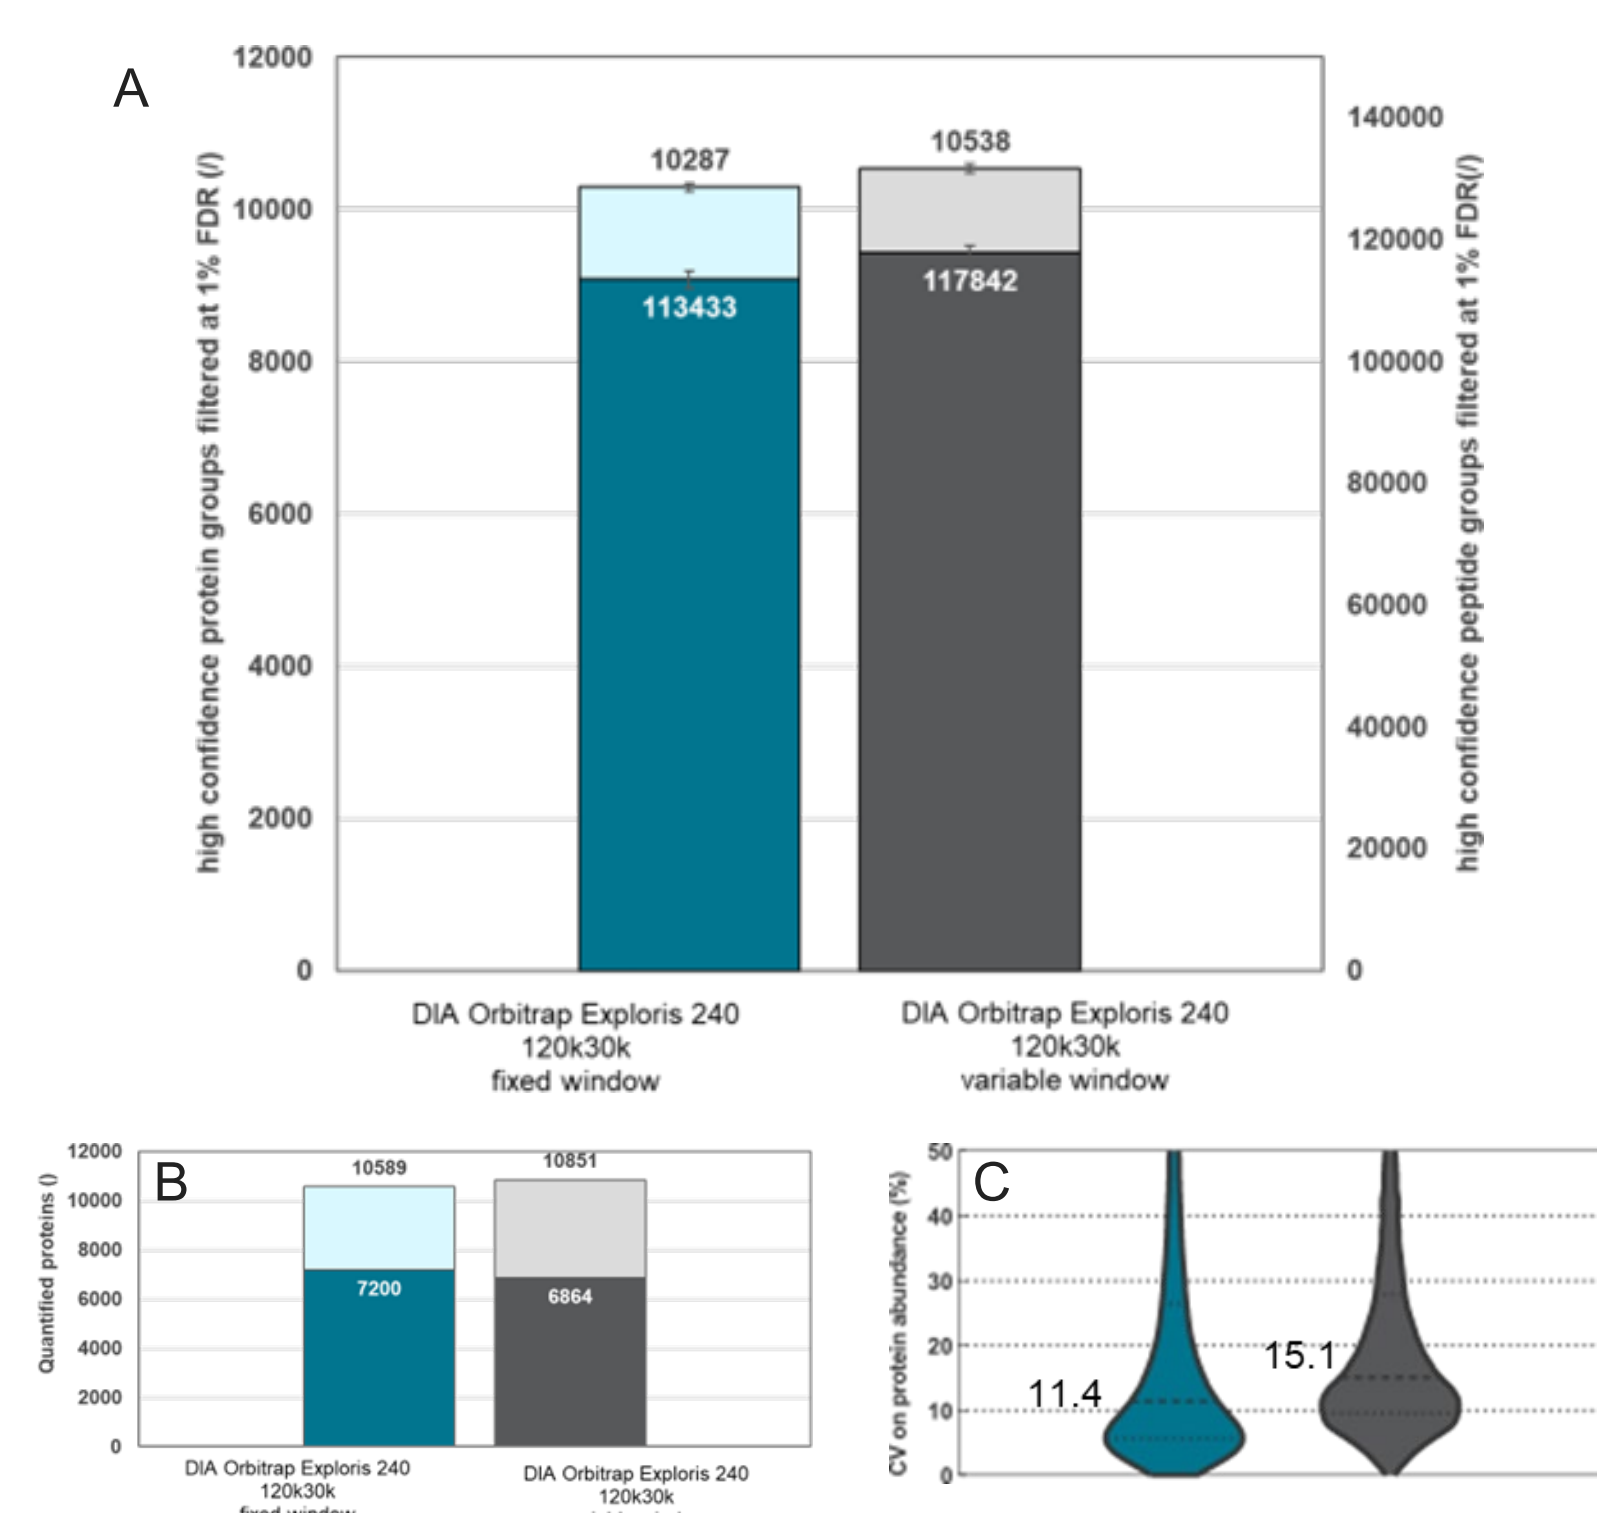 A
12000
10000
8000
6000
4000
2000
0
high confidence protein groups filtered at 1% FDR (/)
10287
113433
10538
117842
140000
120000
100000
80000
60000
40000
20000
0
high confidence peptide groups filtered at 1% FDR(/)
DIA Orbitrap Exploris 240
120k30k
fixed window
DIA Orbitrap Exploris 240
120k30k
variable window
B
12000
10000
8000
6000
4000
2000
0
Quantified proteins ()
10589
7200
10851
6864
DIA Orbitrap Exploris 240
120k30k
fixed window
DIA Orbitrap Exploris 240
120k30k
C
50
40
30
20
10
0
CV on protein abundance (%)
11.4
15.1